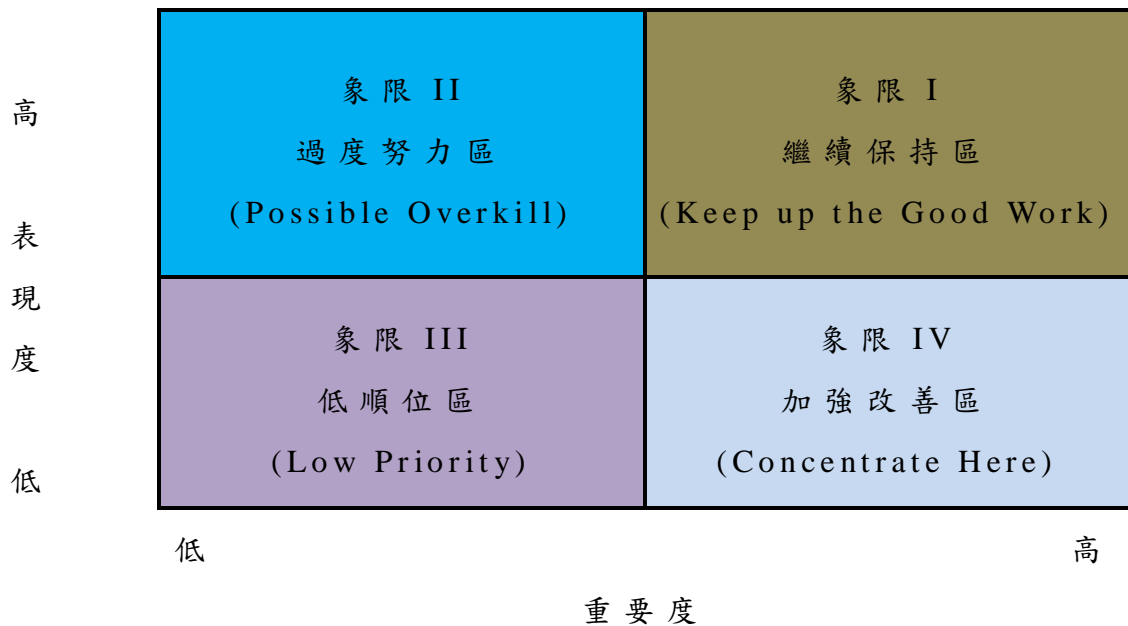 高
表
現
度
低
象限 II
過度努力區
(Possible Overkill)
象限 I
繼續保持區
(Keep up the Good Work)
象限 III
低順位區
(Low Priority)
象限 IV
加強改善區
(Concentrate Here)
低
高
重要度